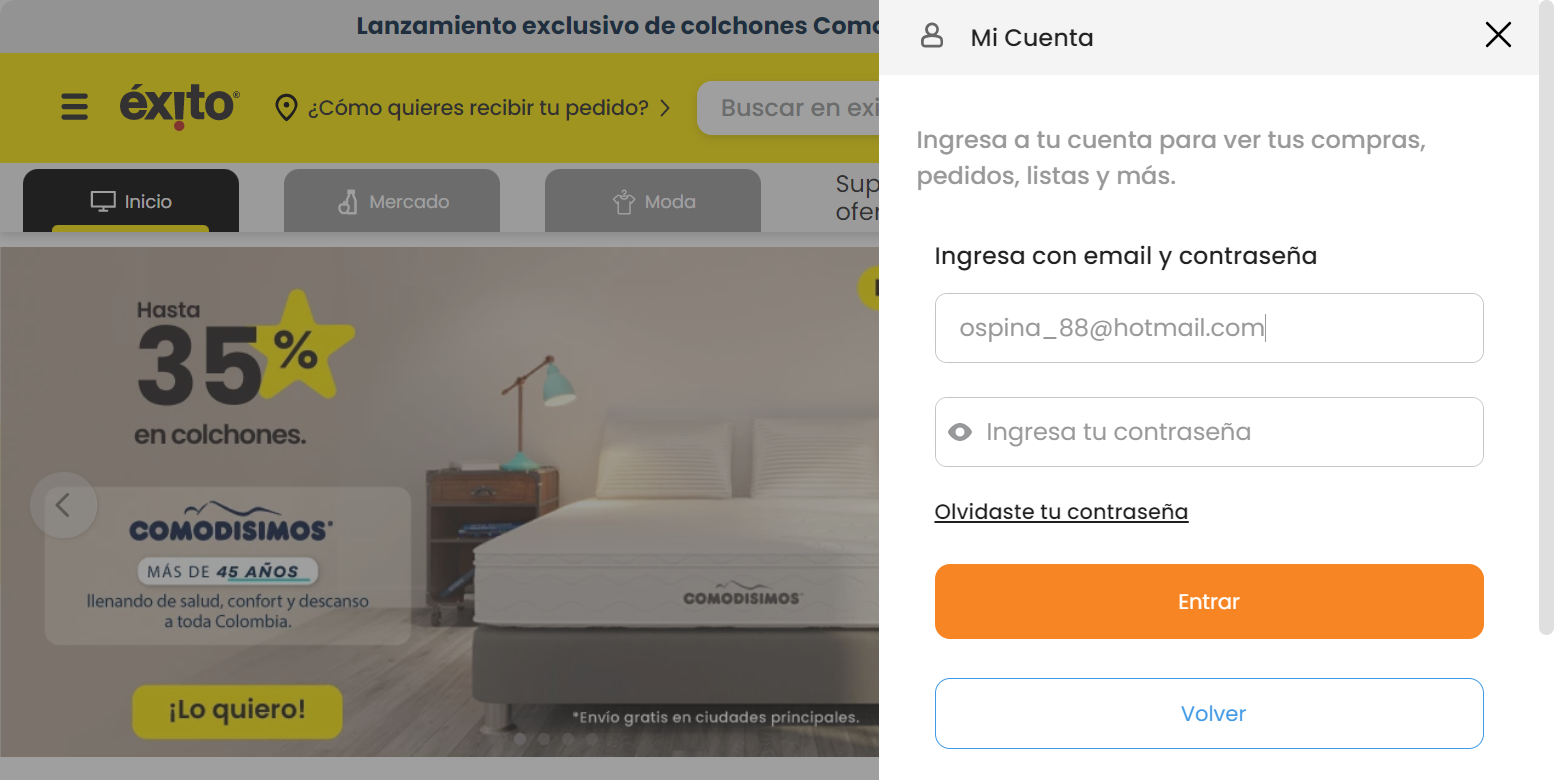 Lanzamiento exclusivo de colchones Como
éxito®
¿Cómo quieres recibir tu pedido?
Buscar en exi
Inicio
Mercado
Moda
Sup
ofer
Hasta
35%
en colchones.
COMODISIMOS®
MÁS DE 45 AÑOS
llenando de salud, confort y descanso
a toda Colombia.
¡Lo quiero!
COMODISIMOS®
*Envío gratis en ciudades principales.
Mi Cuenta
Ingresa a tu cuenta para ver tus compras,
pedidos, listas y más.
Ingresa con email y contraseña
ospina_88@hotmail.com
Ingresa tu contraseña
Olvidaste tu contraseña
Entrar
Volver